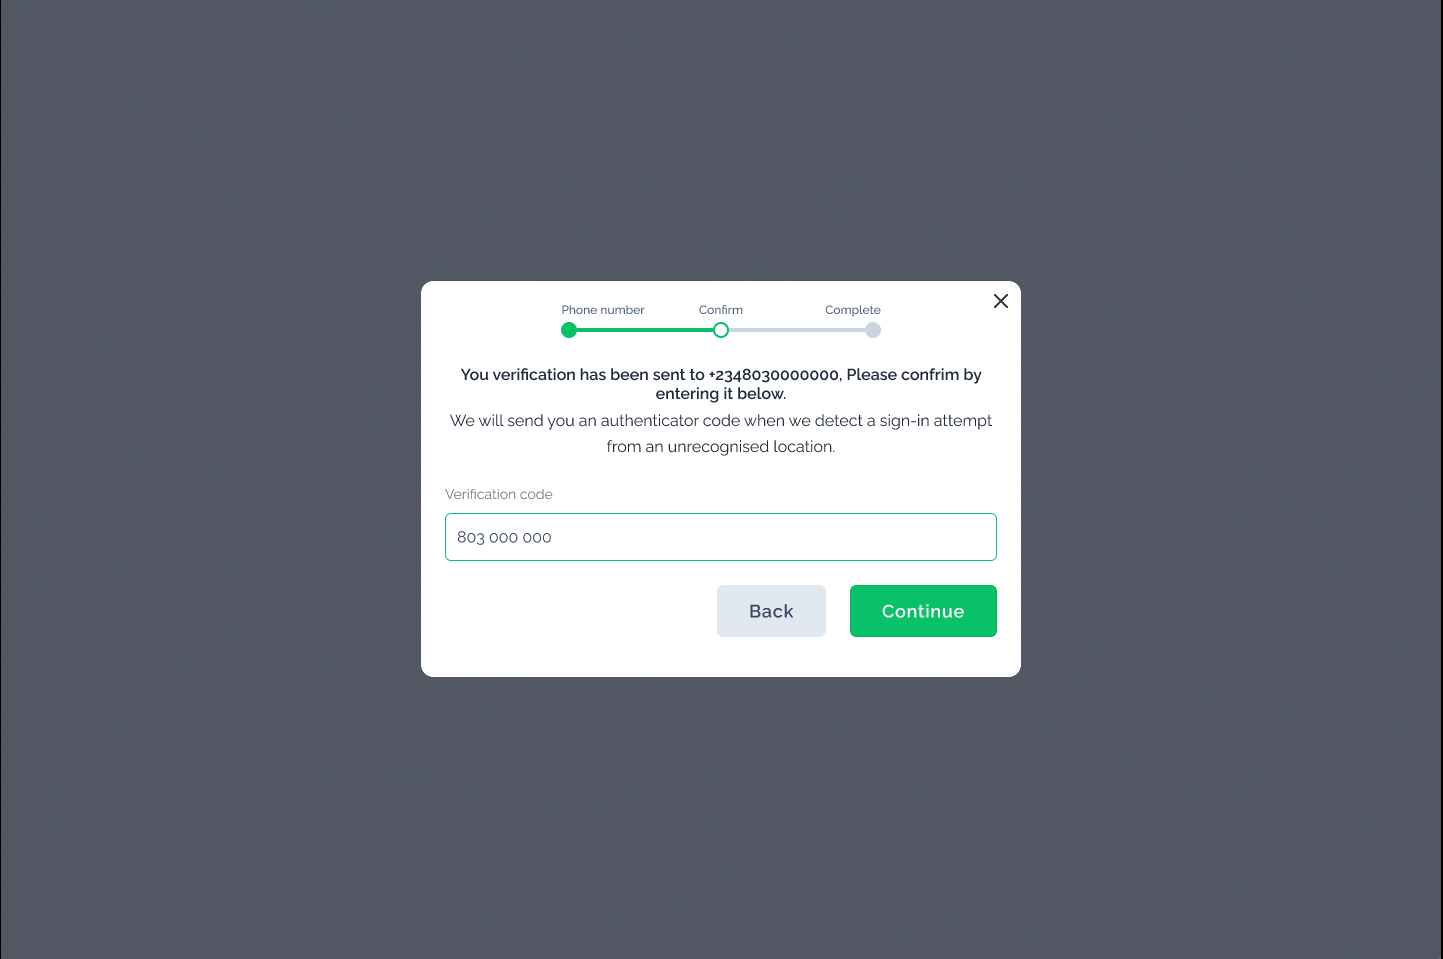 Phone number
Confirm
Complete
You verification has been sent to +2348030000000, Please confrim by
entering it below.
We will send you an authenticator code when we detect a sign-in attempt
from an unrecognised location.
Verification code
803 000 000
Back
Continue